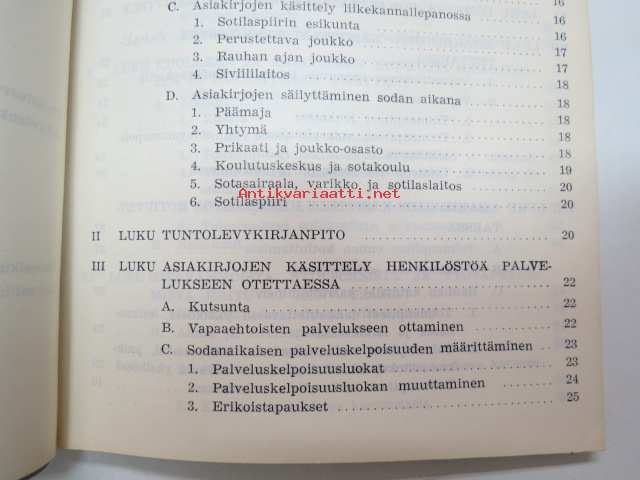 C. Asiakirjojen käsittely liikekannallepanossa 16
1. Sotilaspiirin esikunta 16
2. Perustettava joukko 17
3. Rauhan ajan joukko 17
4. Siviililaitos 18
D. Asiakirjojen säilyttäminen sodan aikana 18
1. Päämaja 18
2. Yhtymä 18
3. Prikaati ja joukko-osasto 18
4. Koulutuskeskus ja sotakoulu 19
5. Sotasairaala, varikko ja sotilaslaitos 20
Antikvariaatti.net
6. Sotilaspiiri 20
II LUKU TUNTOLEVYKIRJANPITO 20
III LUKU ASIAKIRJOJEN KÄSITTELY HENKILÖSTÖÄ PALVE-
LUKSEEN OTETTAESSA 22
A. Kutsunta 22
B. Vapaaehtoisten palvelukseen ottaminen 22
C. Sodanaikaisen palveluskelpoisuuden määrittäminen 23
1. Palveluskelpoisuusluokat 23
2. Palveluskelpoisuusluokan muuttaminen 24
3. Erikoistapaukset 25